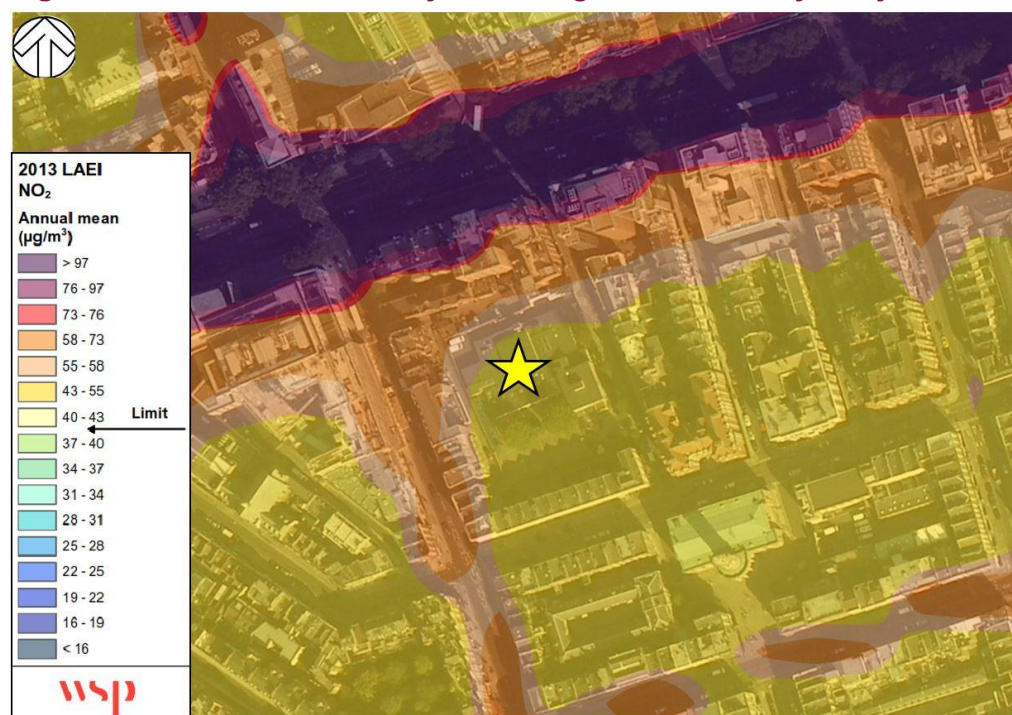 2013 LAEI
NO₂
Annual mean
(µg/m³)
> 97
76 - 97
73 - 76
58 - 73
55 - 58
43 - 55
40 - 43
Limit
37 - 40
34 - 37
31 - 34
28 - 31
25 - 28
22 - 25
19 - 22
16 - 19
< 16
wsp